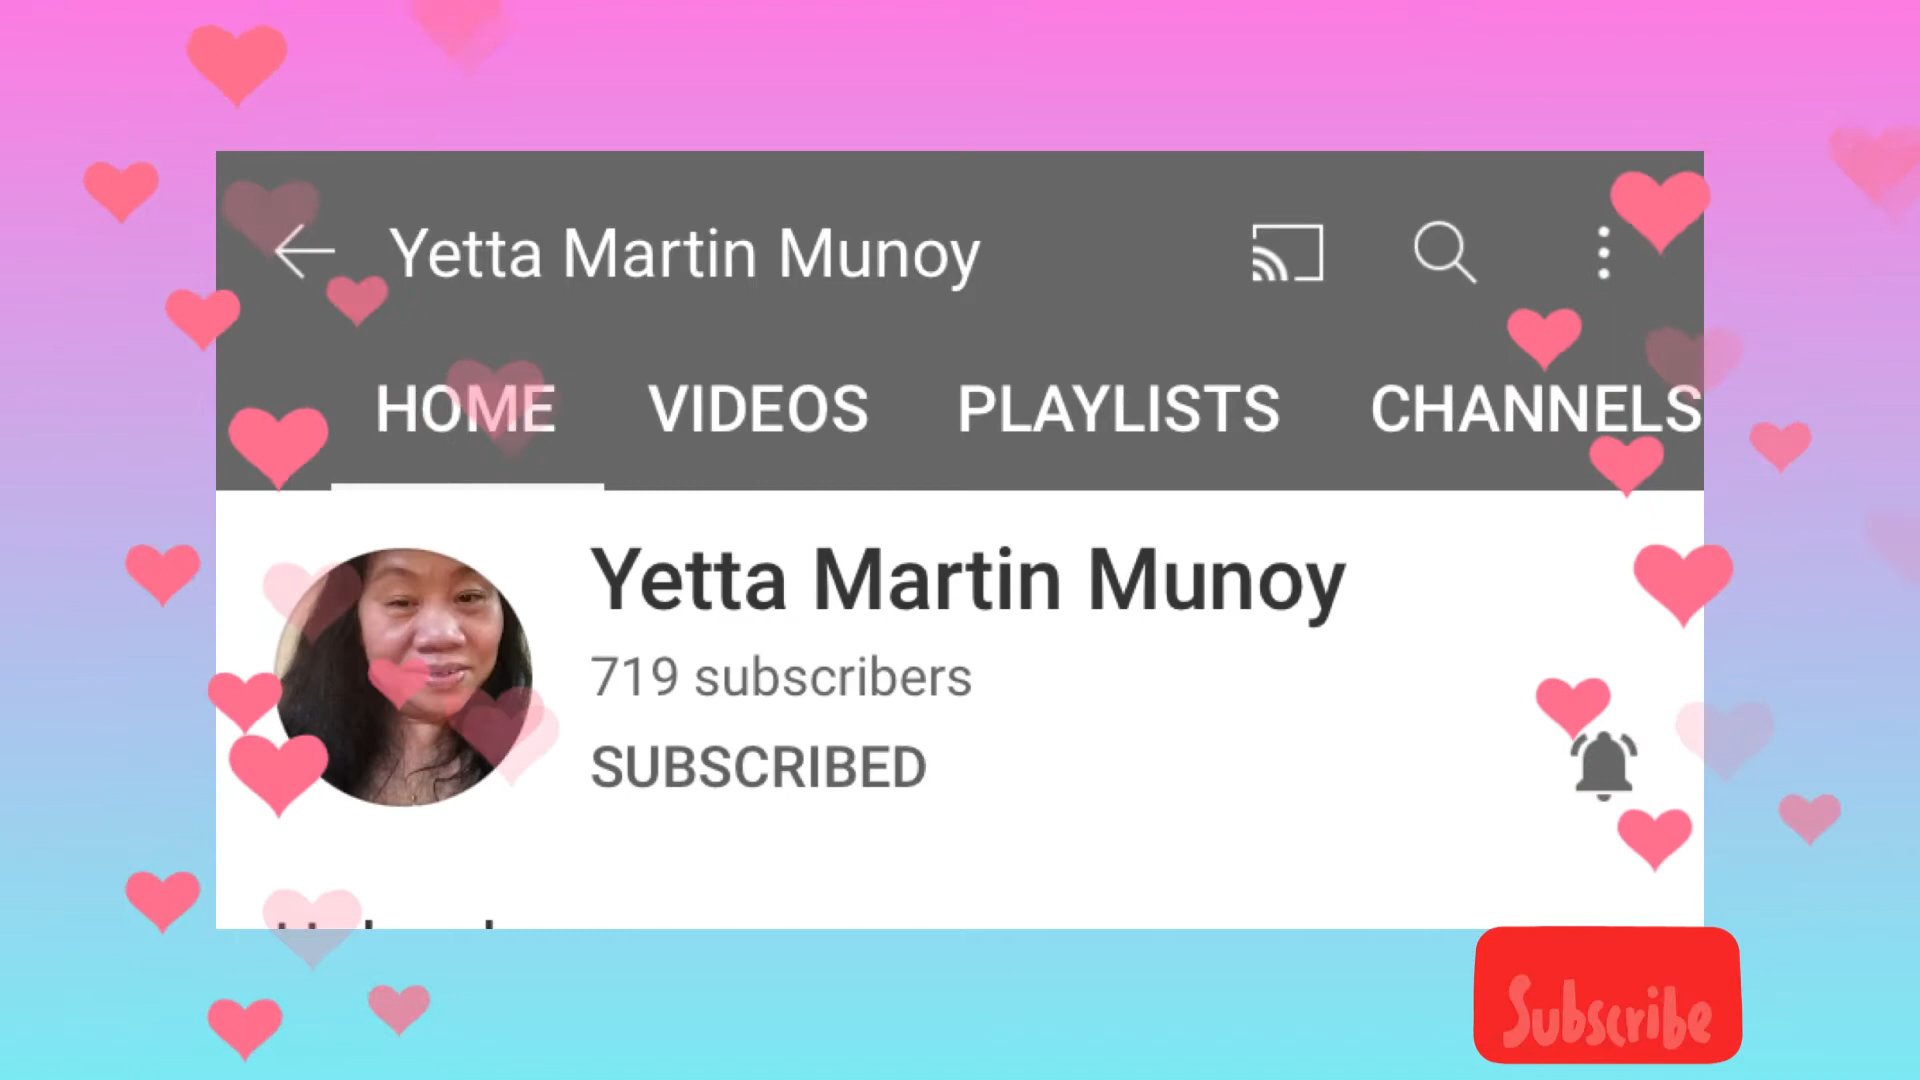 Yetta Martin Munoy
HOME VIDEOS PLAYLISTS CHANNELS
Yetta Martin Munoy
719 subscribers
SUBSCRIBED
Subscribe